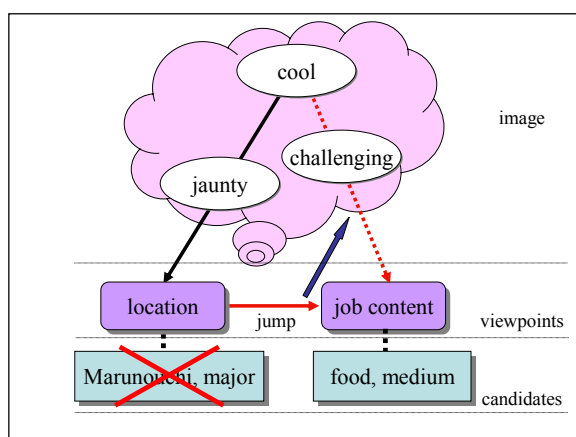 cool
image
challenging
jaunty
location
job content
jump
viewpoints
Marunouchi, major
food, medium
candidates